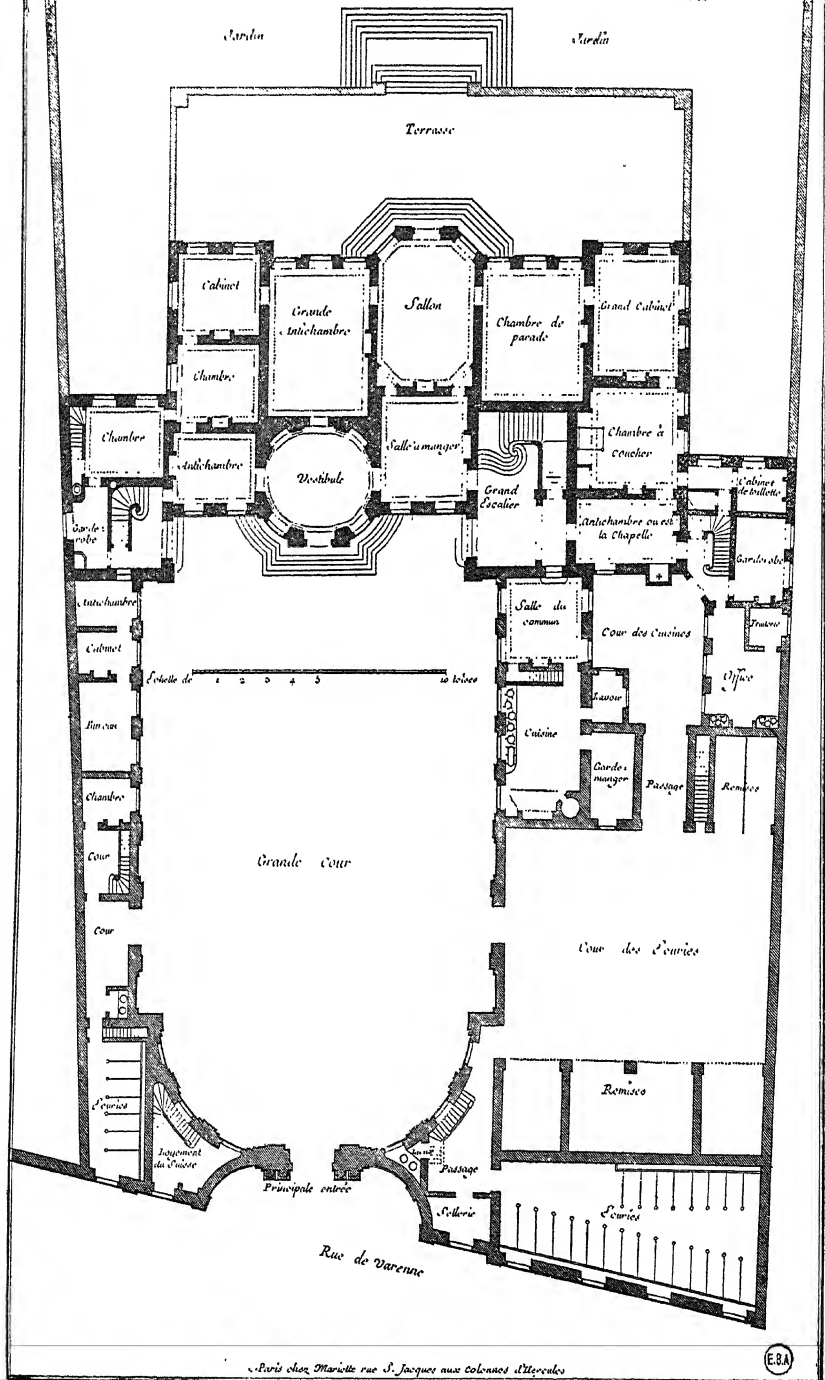 Jardin
Jardin
Terrasse
Cabinet
Grande
Antichambre
Sallon
Chambre de
parade
Grand Cabinet
Chambre
Chambre
Antichambre
Vestibule
Salle a manger
Grand
Escalier
Chambre à
coucher
Antichambre ou est
la Chapelle
Cabinet
de toillette
Garde-
robe
Garderobe
Antichambre
Cabinet
Bureau
Chambre
Cour
Cour
Salle du
commun
Cour des Cuisines
Fruiterie
Office
Lavoir
Cuisine
Garde-
manger
Passage
Remises
Echelle de 1 2 3 4 5 10 toises
Grande Cour
Cour des Ecuries
Remises
Ecuries
Logement
du Suisse
Principale entrée
Passage
Sellerie
Ecuries
Rue de Varenne
A Paris chez Mariette rue S. Jacques aux Colonnes d'Hercules
E.B.A